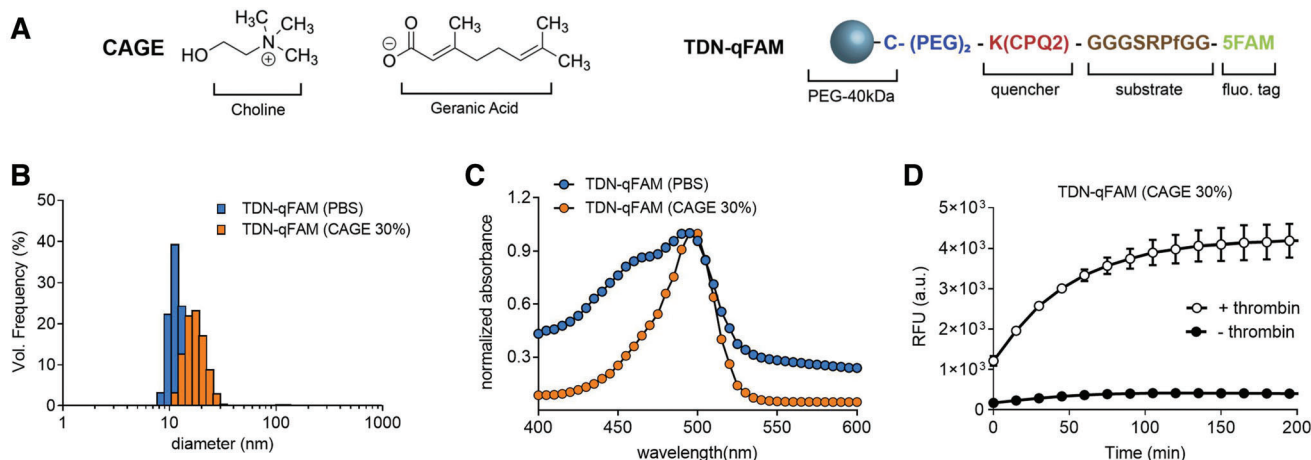 A
CAGE
HO
H₃C
CH₃
N
⊕
CH₃
Choline
⊖
O
O
CH₃
CH₃
CH₃
Geranic Acid
TDN-qFAM
C- (PEG)₂ - K(CPQ2) - GGGSRPfGG- 5FAM
PEG-40kDa
quencher
substrate
fluo. tag
B
TDN-qFAM (PBS)
TDN-qFAM (CAGE 30%)
Vol. Frequency (%)
50
40
30
20
10
0
1
10
100
1000
diameter (nm)
C
TDN-qFAM (PBS)
TDN-qFAM (CAGE 30%)
normalized absorbance
1.2
0.9
0.6
0.3
400
450
500
550
600
wavelength(nm)
D
TDN-qFAM (CAGE 30%)
RFU (a.u.)
5×10³
4×10³
3×10³
2×10³
1×10³
0
+ thrombin
- thrombin
0
50
100
150
200
Time (min)